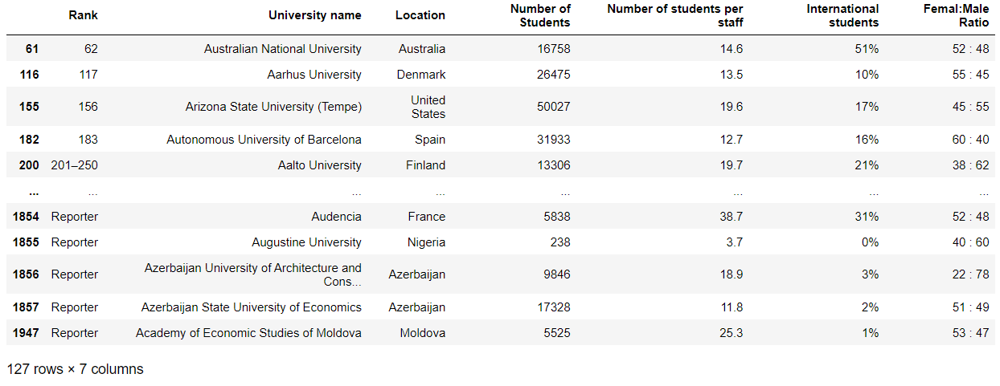 Rank University name Location Number of Students Number of students per staff International students Femal:Male Ratio
61 62 Australian National University Australia 16758 14.6 51% 52 : 48
116 117 Aarhus University Denmark 26475 13.5 10% 55 : 45
155 156 Arizona State University (Tempe) United States 50027 19.6 17% 45 : 55
182 183 Autonomous University of Barcelona Spain 31933 12.7 16% 60 : 40
200 201–250 Aalto University Finland 13306 19.7 21% 38 : 62
... ... ... ... ... ... ... ...
1854 Reporter Audencia France 5838 38.7 31% 52 : 48
1855 Reporter Augustine University Nigeria 238 3.7 0% 40 : 60
1856 Reporter Azerbaijan University of Architecture and Cons... Azerbaijan 9846 18.9 3% 22 : 78
1857 Reporter Azerbaijan State University of Economics Azerbaijan 17328 11.8 2% 51 : 49
1947 Reporter Academy of Economic Studies of Moldova Moldova 5525 25.3 1% 53 : 47
127 rows × 7 columns